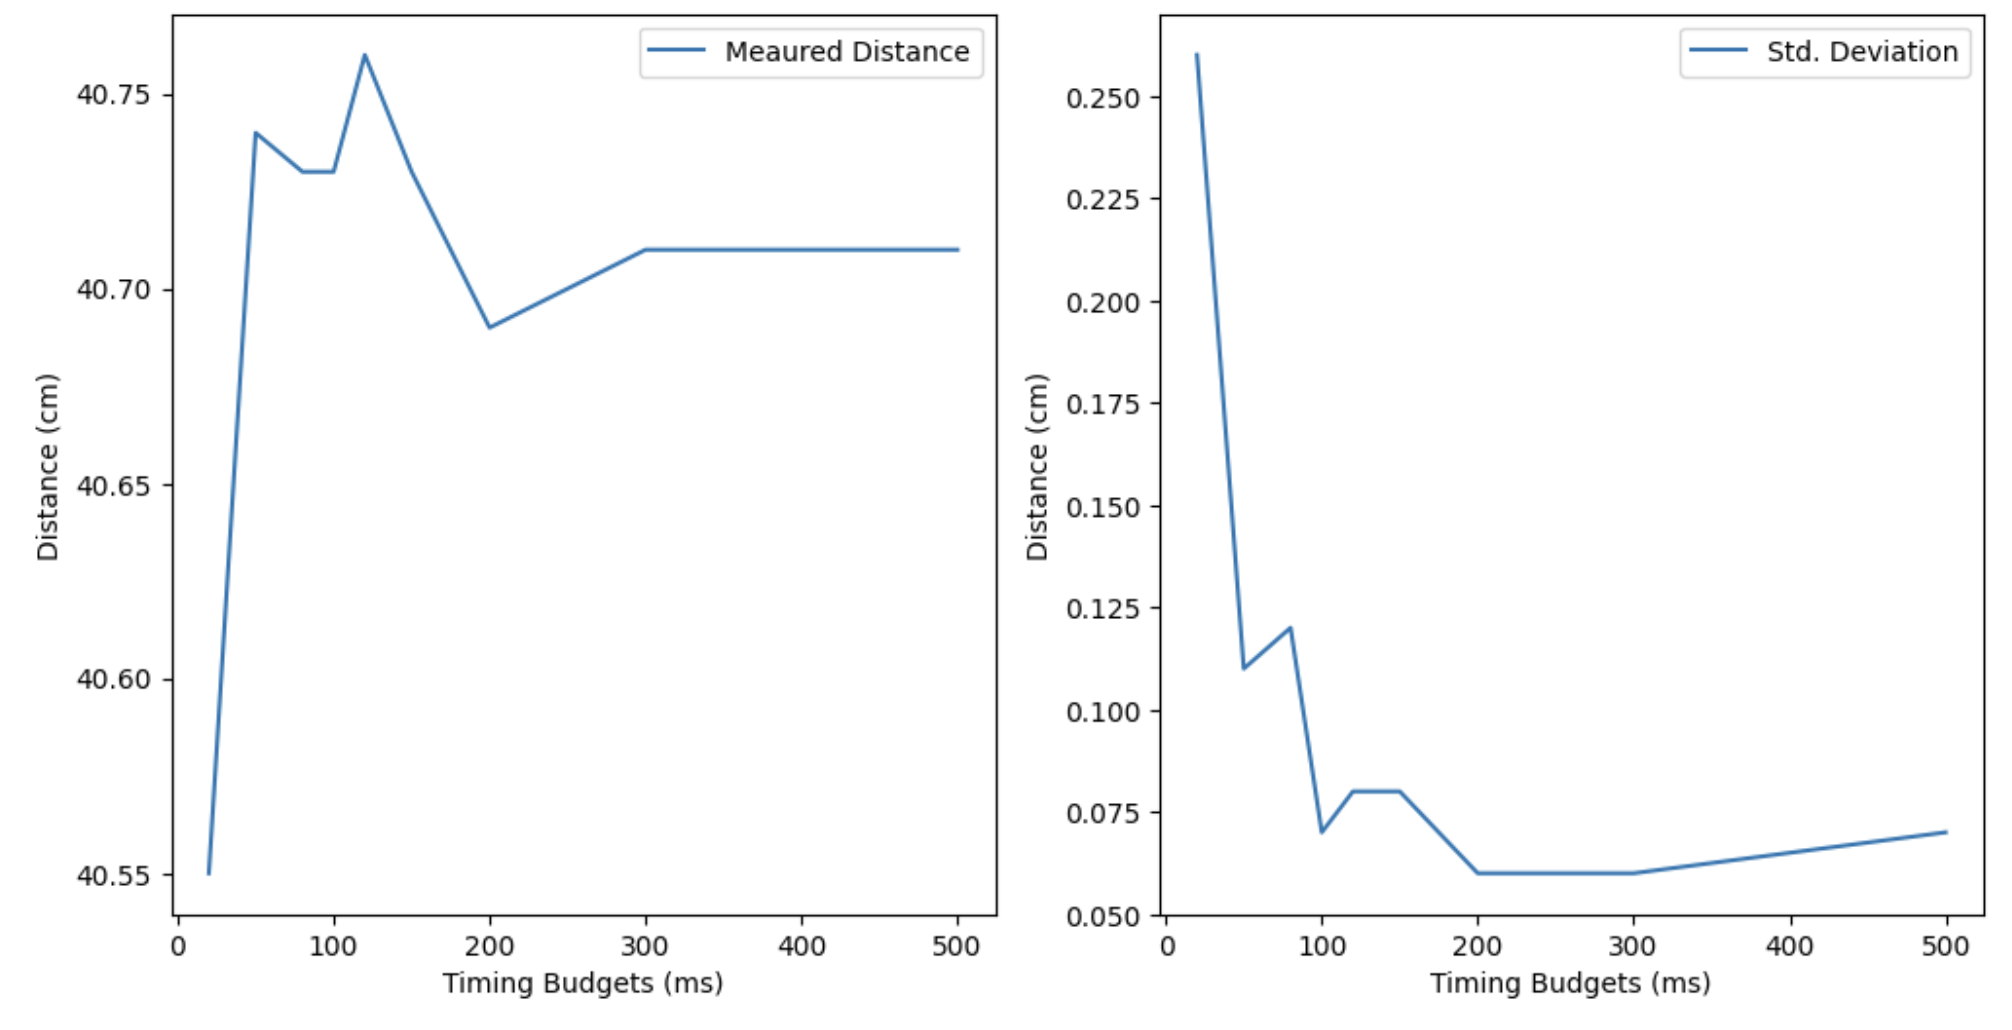 Meaured Distance
40.75
40.70
40.65
40.60
40.55
Distance (cm)
0 100 200 300 400 500
Timing Budgets (ms)
Std. Deviation
0.250
0.225
0.200
0.175
0.150
0.125
0.100
0.075
0.050
Distance (cm)
0 100 200 300 400 500
Timing Budgets (ms)